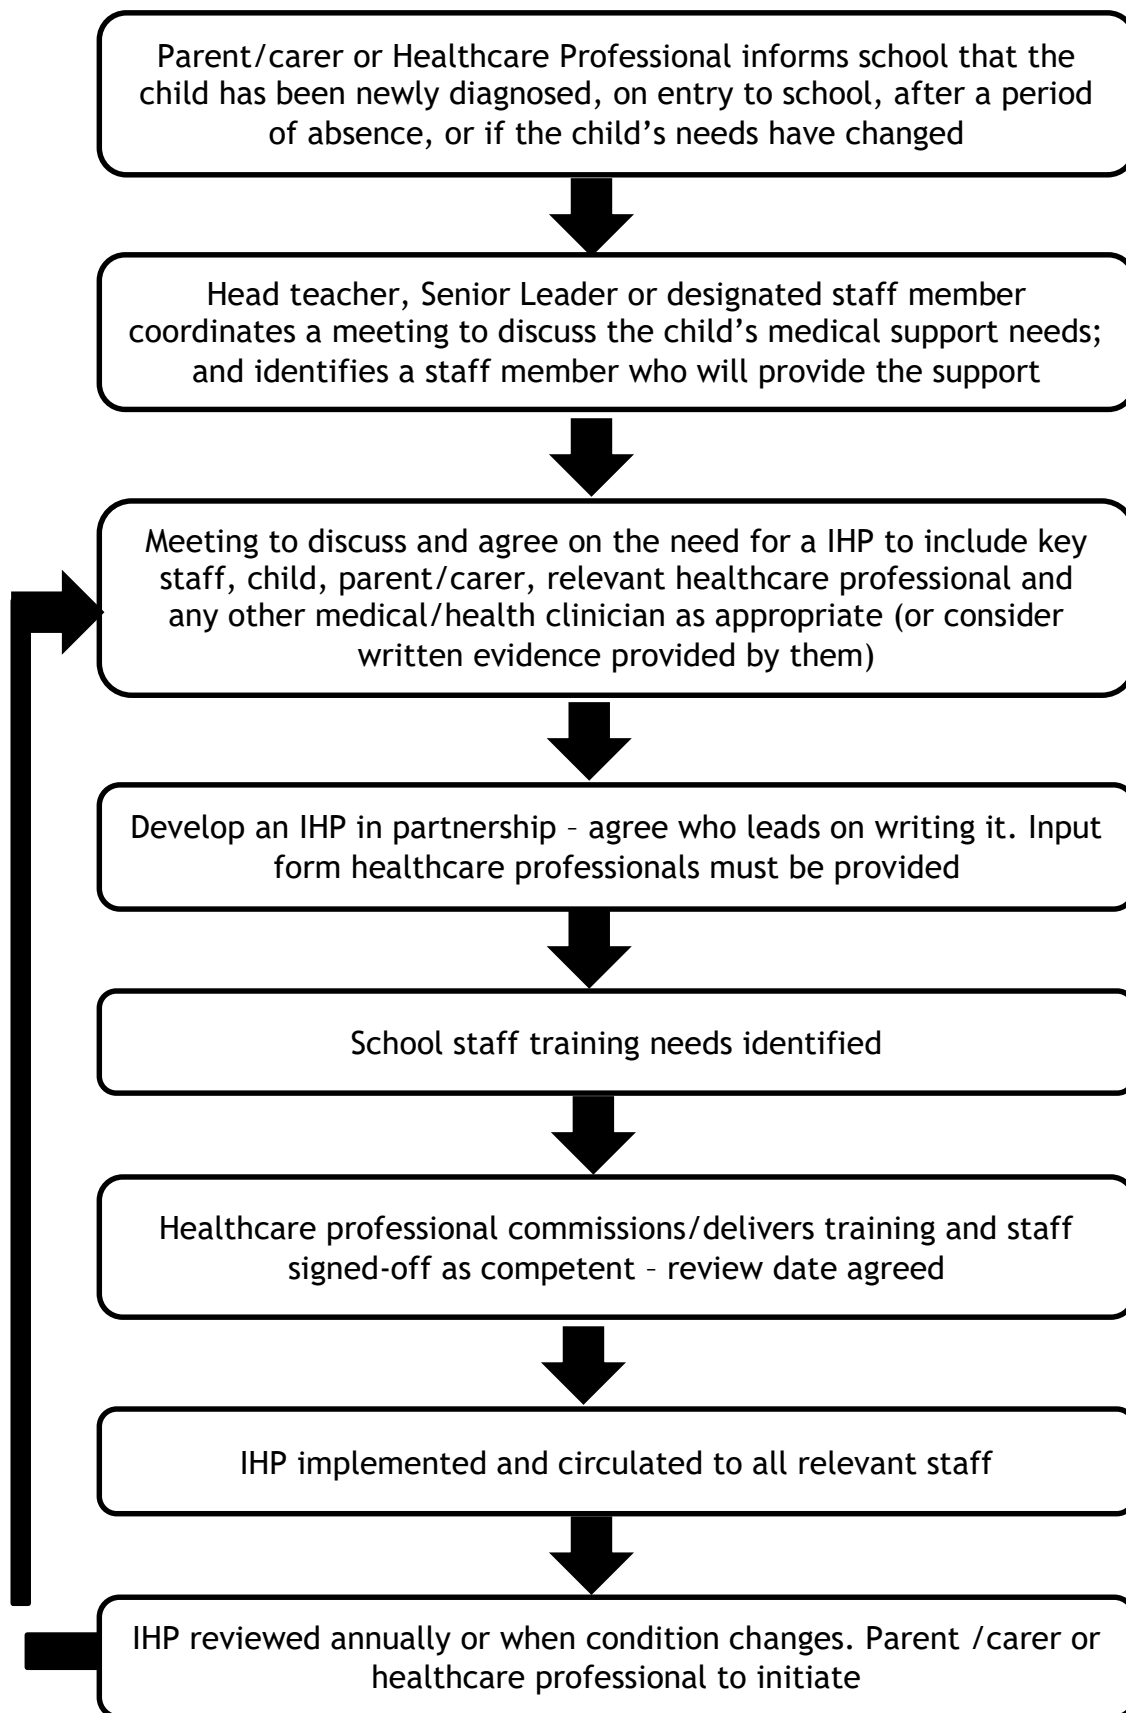 Parent/carer or Healthcare Professional informs school that the
child has been newly diagnosed, on entry to school, after a period
of absence, or if the child’s needs have changed
Head teacher, Senior Leader or designated staff member
coordinates a meeting to discuss the child’s medical support needs;
and identifies a staff member who will provide the support
Meeting to discuss and agree on the need for a IHP to include key
staff, child, parent/carer, relevant healthcare professional and
any other medical/health clinician as appropriate (or consider
written evidence provided by them)
Develop an IHP in partnership – agree who leads on writing it. Input
form healthcare professionals must be provided
School staff training needs identified
Healthcare professional commissions/delivers training and staff
signed-off as competent – review date agreed
IHP implemented and circulated to all relevant staff
IHP reviewed annually or when condition changes. Parent /carer or
healthcare professional to initiate